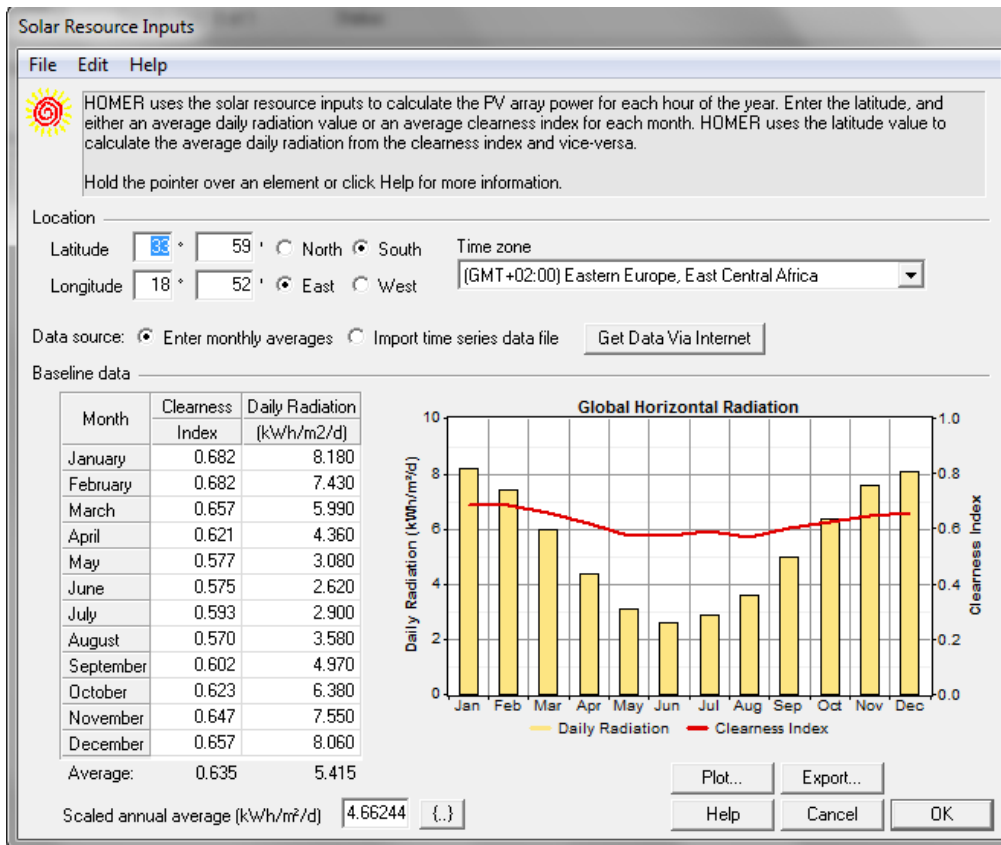 Solar Resource Inputs
File Edit Help
HOMER uses the solar resource inputs to calculate the PV array power for each hour of the year. Enter the latitude, and
either an average daily radiation value or an average clearness index for each month. HOMER uses the latitude value to
calculate the average daily radiation from the clearness index and vice-versa.
Hold the pointer over an element or click Help for more information.
Location
Latitude 33 ° 59 ' North South
Time zone
Longitude 18 ° 52 ' East West
(GMT+02:00) Eastern Europe, East Central Africa
Data source: Enter monthly averages Import time series data file Get Data Via Internet
Baseline data
Month Clearness Index Daily Radiation (kWh/m2/d)
January 0.682 8.180
February 0.682 7.430
March 0.657 5.990
April 0.621 4.360
May 0.577 3.080
June 0.575 2.620
July 0.593 2.900
August 0.570 3.580
September 0.602 4.970
October 0.623 6.380
November 0.647 7.550
December 0.657 8.060
Average: 0.635 5.415
Scaled annual average (kWh/m²/d) 4.66244 {..}
Global Horizontal Radiation
Daily Radiation (kWh/m²/d)
10
8
6
4
2
0
1.0
0.8
0.6
0.4
0.2
0.0
Clearness Index
Jan Feb Mar Apr May Jun Jul Aug Sep Oct Nov Dec
Daily Radiation Clearness Index
Plot... Export...
Help Cancel OK